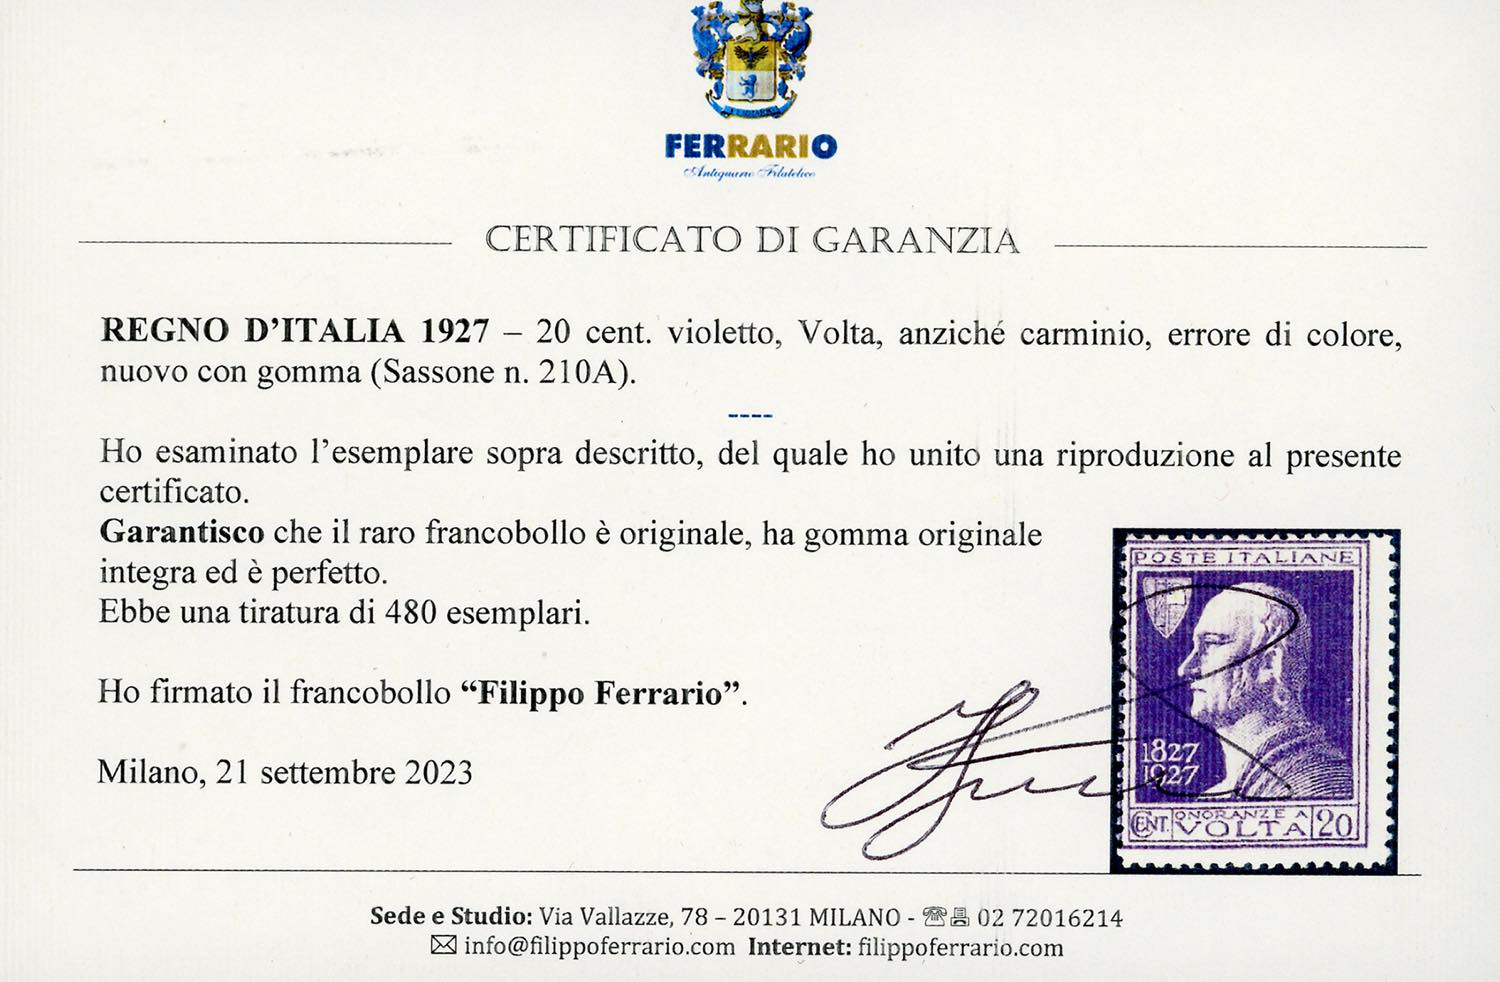 FERRARIO
Antiquario Filatelico
CERTIFICATO DI GARANZIA
REGNO D'ITALIA 1927 – 20 cent. violetto, Volta, anziché carminio, errore di colore,
nuovo con gomma (Sassone n. 210A).
----
Ho esaminato l'esemplare sopra descritto, del quale ho unito una riproduzione al presente
certificato.
Garantisco che il raro francobollo è originale, ha gomma originale
integra ed è perfetto.
Ebbe una tiratura di 480 esemplari.
Ho firmato il francobollo “Filippo Ferrario”.
Milano, 21 settembre 2023
POSTE ITALIANE
1827
1927
CENT. ONORANZE A VOLTA 20
Sede e Studio: Via Vallazze, 78 – 20131 MILANO - 02 72016214
info@filippoferrario.com Internet: filippoferrario.com